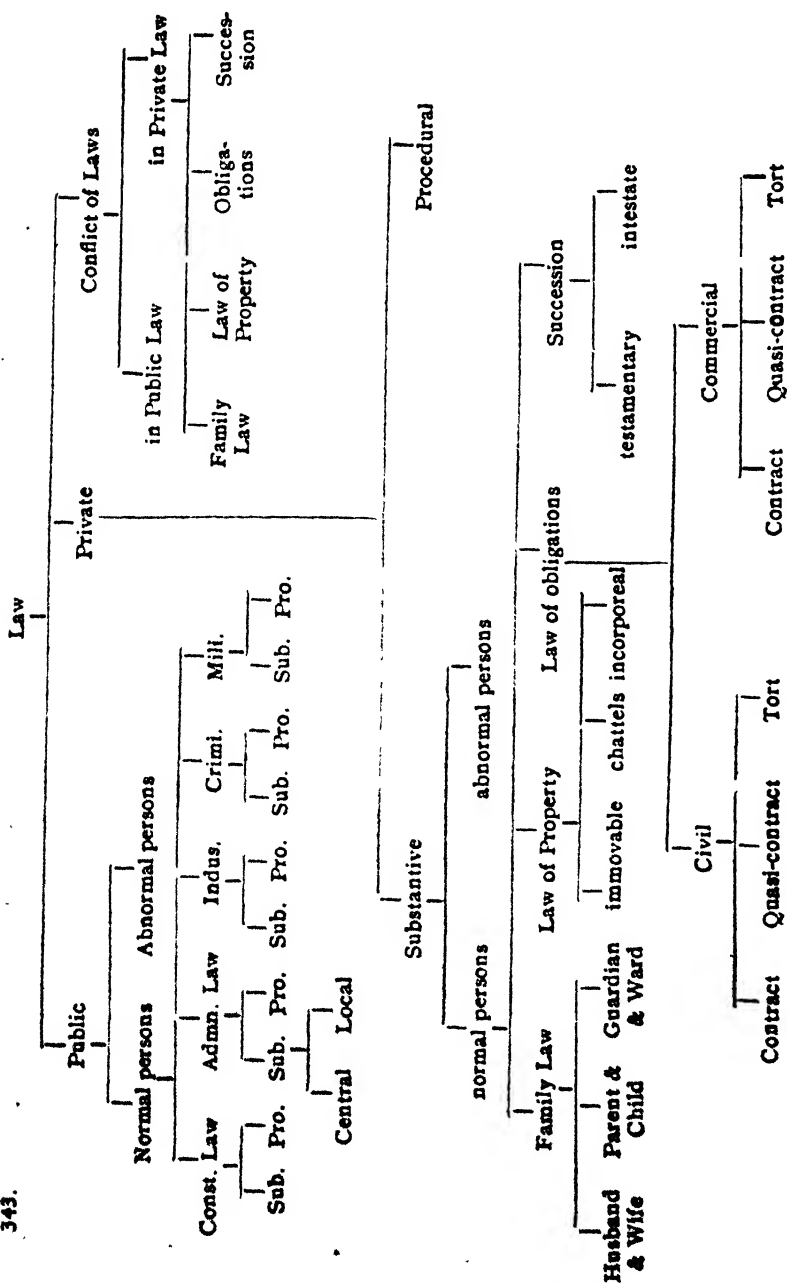 343.
Law
Public
Private
Conflict of Laws
Normal persons Abnormal persons
in Public Law
in Private Law
Const. Law Admn. Law Indus. Crimi. Mili.
Family Law
Law of Property
Obliga-
tions
Succes-
sion
Sub. Pro. Sub. Pro. Sub. Pro. Sub. Pro. Sub. Pro.
Central Local
Substantive
Procedural
normal persons
abnormal persons
Family Law
Law of Property
Law of obligations
Succession
Husband & Wife
Parent & Child
Guardian & Ward
immovable chattels incorporeal
testamentary intestate
Civil
Commercial
Contract Quasi-contract Tort
Contract Quasi-contract Tort